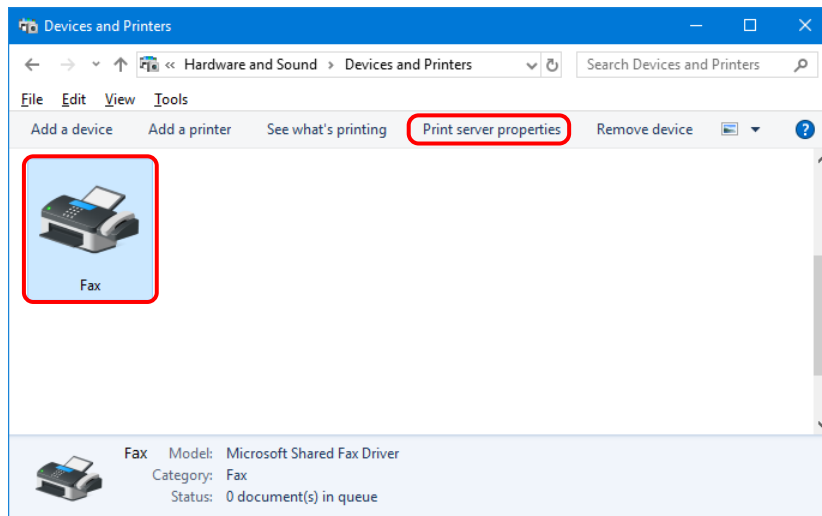 Devices and Printers
« Hardware and Sound › Devices and Printers Search Devices and Printers
File Edit View Tools
Add a device Add a printer See what's printing Print server properties Remove device ?
Fax
Fax Model: Microsoft Shared Fax Driver
Category: Fax
Status: 0 document(s) in queue